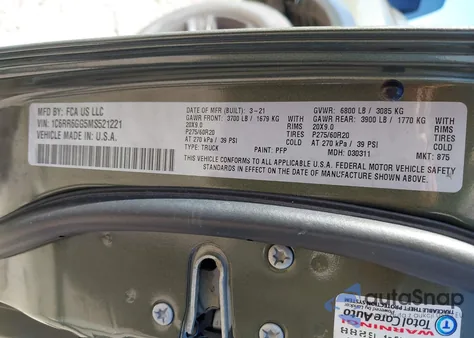 MFD BY: FCA US LLC
VIN: 1C6RR6GG5MS521221
VEHICLE MADE IN: U.S.A.
DATE OF MFR (BUILT): 3-21
GVWR: 6800 LB / 3085 KG
GAWR FRONT: 3700 LB / 1679 KG
WITH
GAWR REAR: 3900 LB / 1770 KG
WITH
20X9.0
RIMS
20X9.0
RIMS
P275/60R20
TIRES
P275/60R20
TIRES
AT 270 kPa / 39 PSI
COLD
AT 270 kPa / 39 PSI
COLD
TYPE: TRUCK
PAINT: PFP
MDH: 030311
MKT: 875
THIS VEHICLE CONFORMS TO ALL APPLICABLE U.S.A. FEDERAL MOTOR VEHICLE SAFETY
STANDARDS IN EFFECT ON THE DATE OF MANUFACTURE SHOWN ABOVE.
autoSnap
WARNING!
Total Care Auto